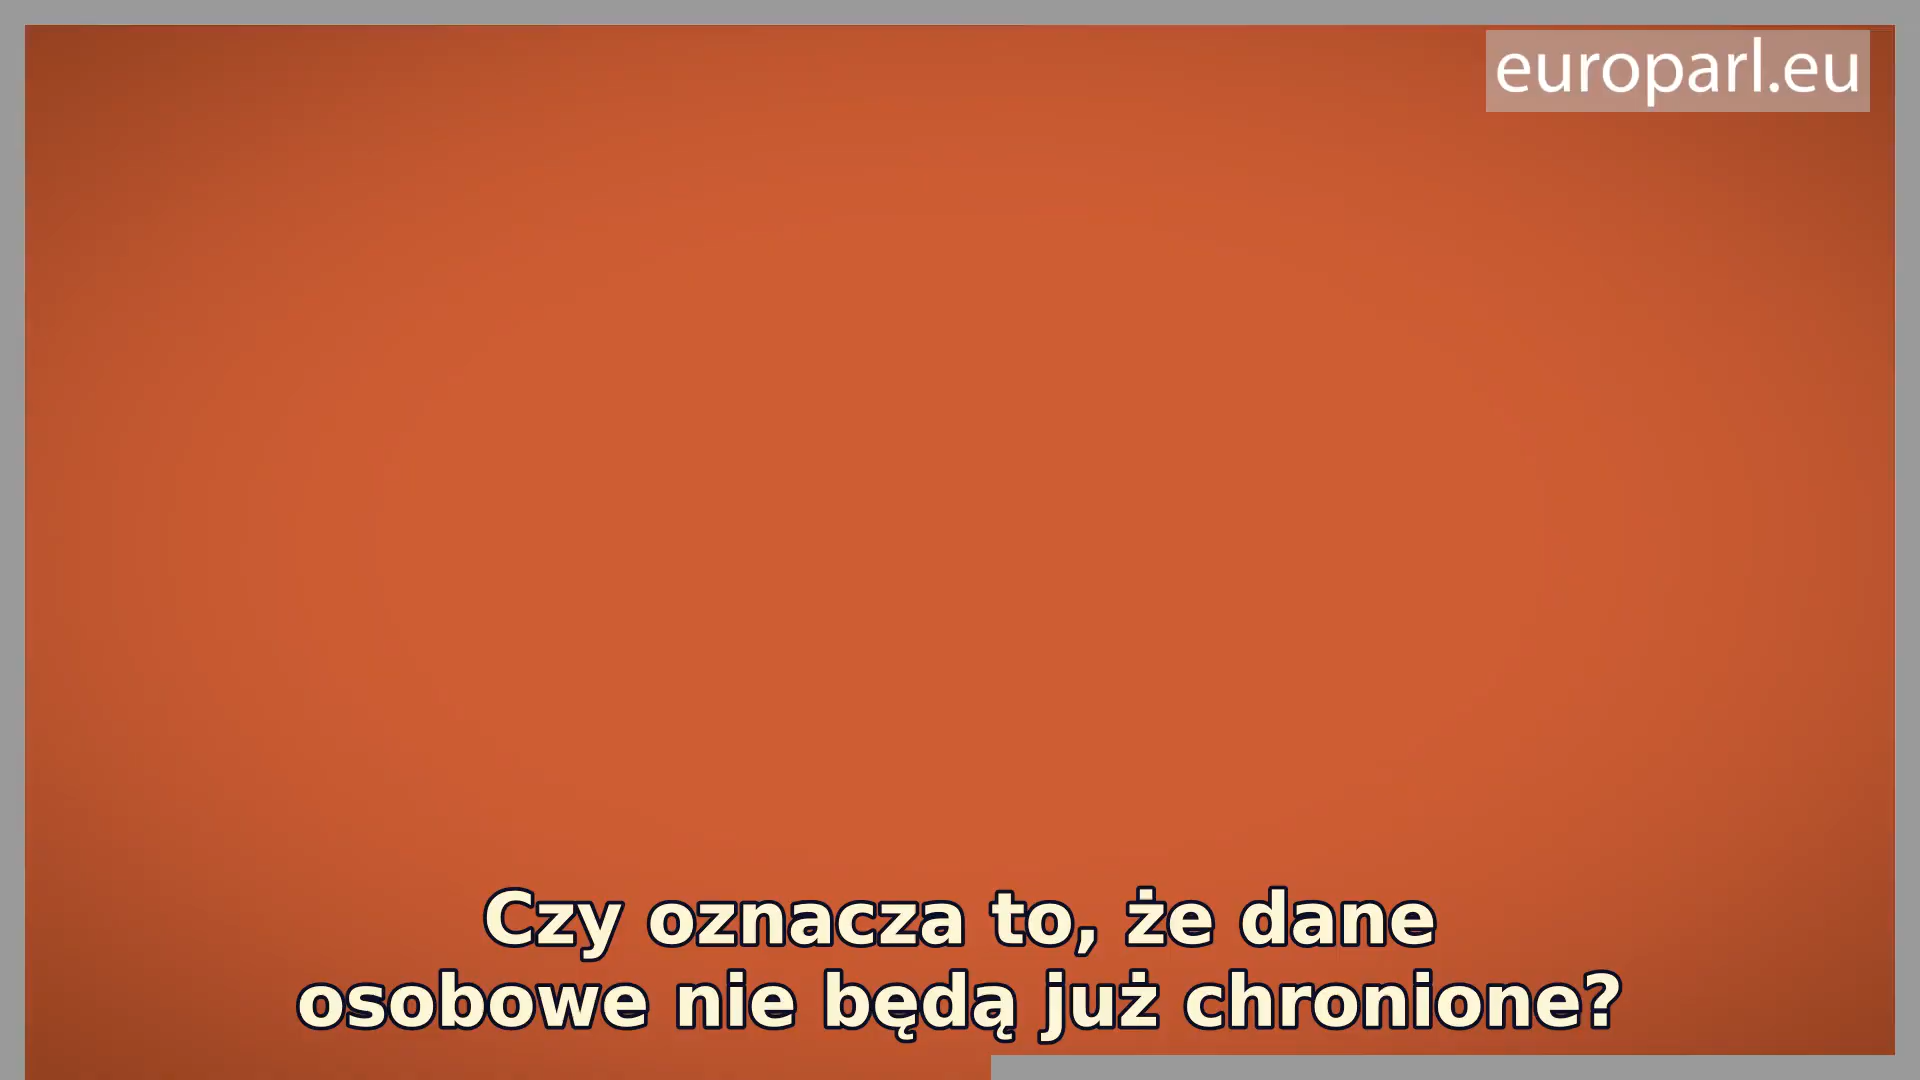 europarl.eu
Czy oznacza to, że dane
osobowe nie będą już chronione?